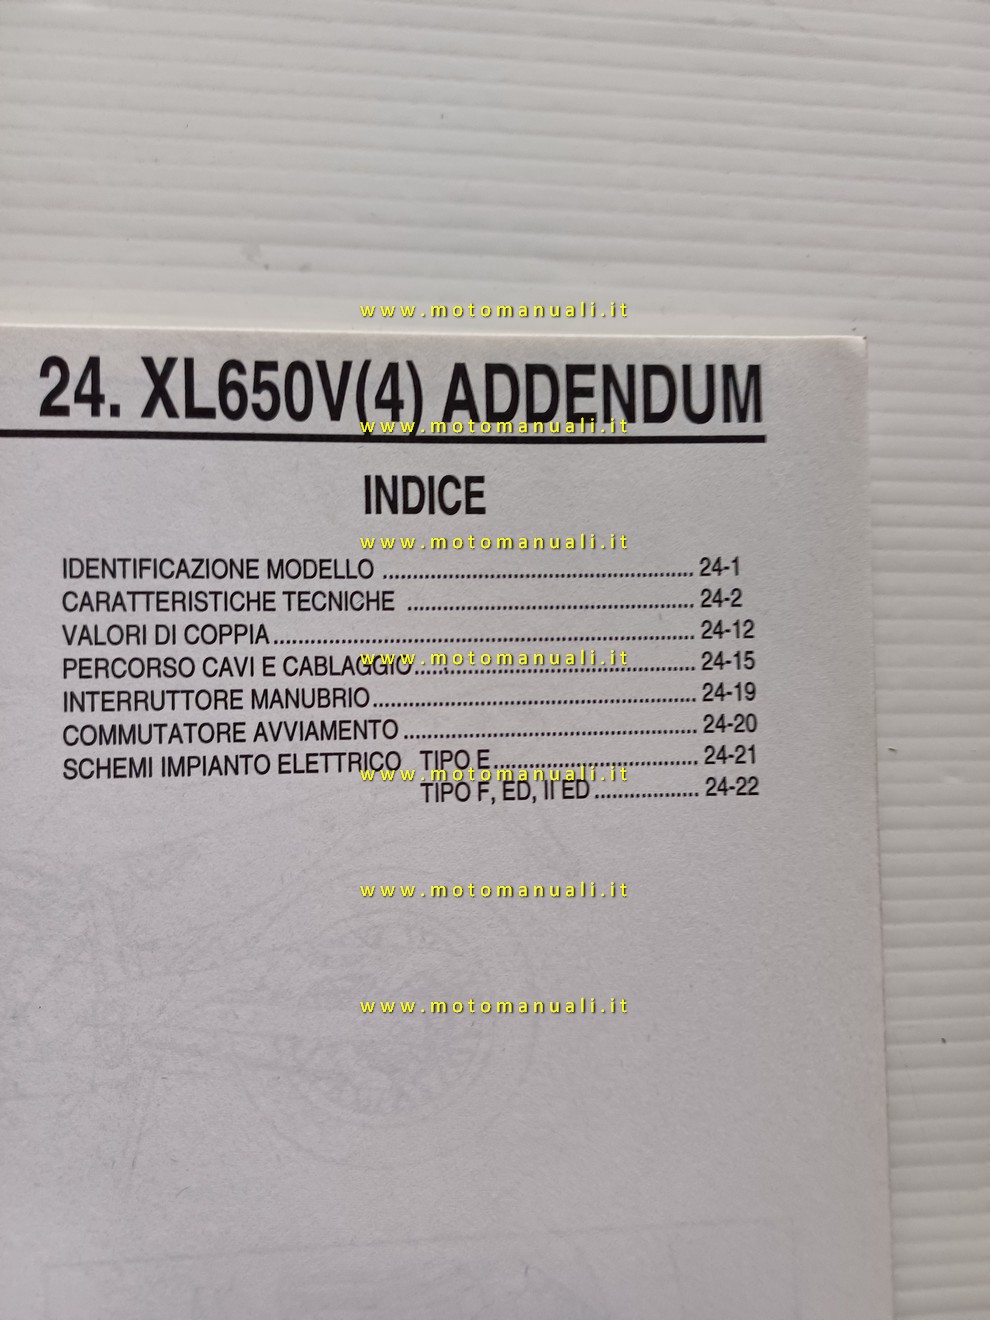 www.motomanuali.it
24. XL650V(4) ADDENDUM
www.motomanuali.it
INDICE
www.motomanuali.it
IDENTIFICAZIONE MODELLO .................................................... 24-1
CARATTERISTICHE TECNICHE ................................................ 24-2
VALORI DI COPPIA....................................................................... 24-12
PERCORSO CAVI E CABLAGGIO............................................... 24-15
www.motomanuali.it
INTERRUTTORE MANUBRIO...................................................... 24-19
COMMUTATORE AVVIAMENTO ................................................. 24-20
SCHEMI IMPIANTO ELETTRICO TIPO E.................................. 24-21
www.motomanuali.it
TIPO F, ED, II ED .................. 24-22
www.motomanuali.it
www.motomanuali.it